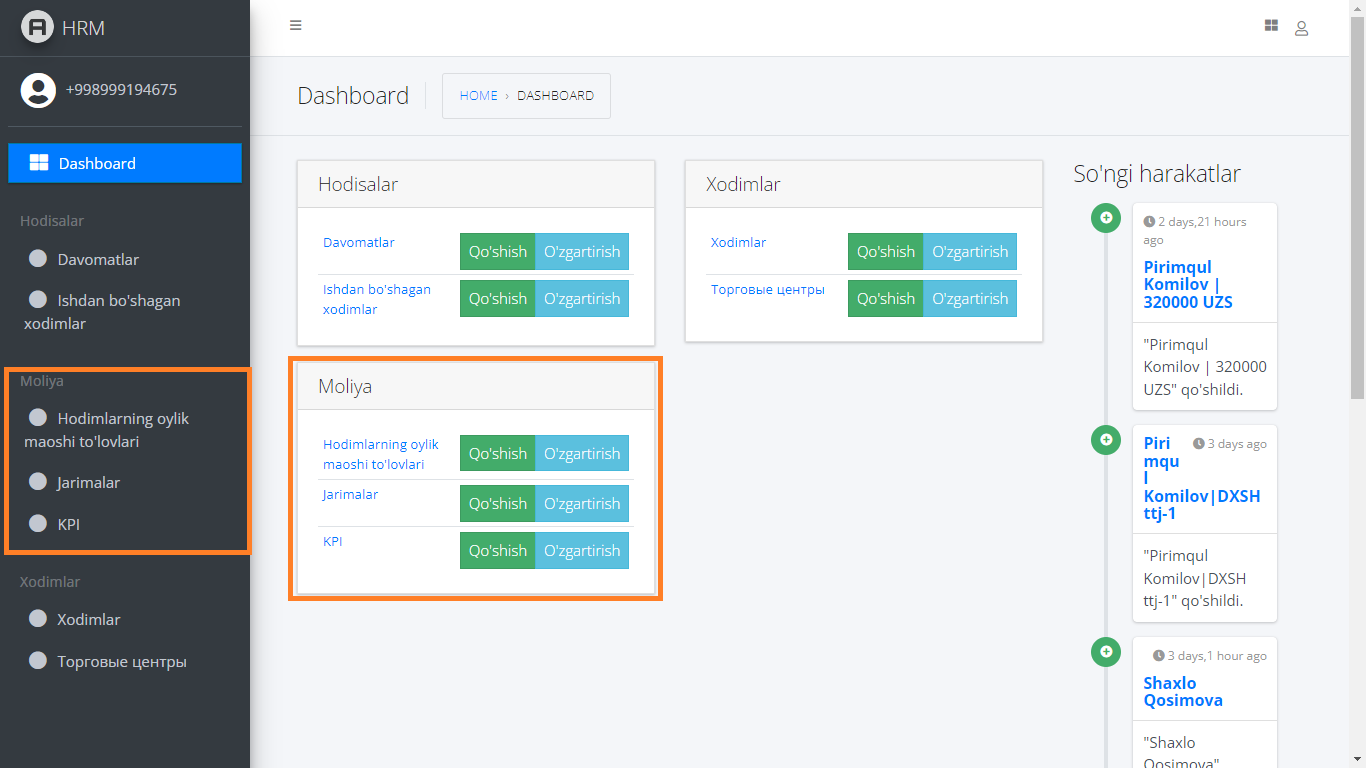 HRM
+998999194675
Dashboard
Hodisalar
Davomatlar
Ishdan bo'shagan
xodimlar
Moliya
Hodimlarning oylik
maoshi to'lovlari
Jarimalar
KPI
Xodimlar
Xodimlar
Торговые центры
Dashboard
HOME › DASHBOARD
Hodisalar
Davomatlar Qo'shish O'zgartirish
Ishdan bo'shagan
xodimlar
Qo'shish O'zgartirish
Xodimlar
Xodimlar Qo'shish O'zgartirish
Торговые центры Qo'shish O'zgartirish
Moliya
Hodimlarning oylik
maoshi to'lovlari
Qo'shish O'zgartirish
Jarimalar Qo'shish O'zgartirish
KPI Qo'shish O'zgartirish
So'ngi harakatlar
2 days,21 hours
ago
Pirimqul
Komilov |
320000 UZS
"Pirimqul
Komilov | 320000
UZS" qo'shildi.
3 days ago
Piri
mqu
l
Komilov|DXSH
ttj-1
"Pirimqul
Komilov|DXSH
ttj-1" qo'shildi.
3 days,1 hour ago
Shaxlo
Qosimova
"Shaxlo
Qosimova"